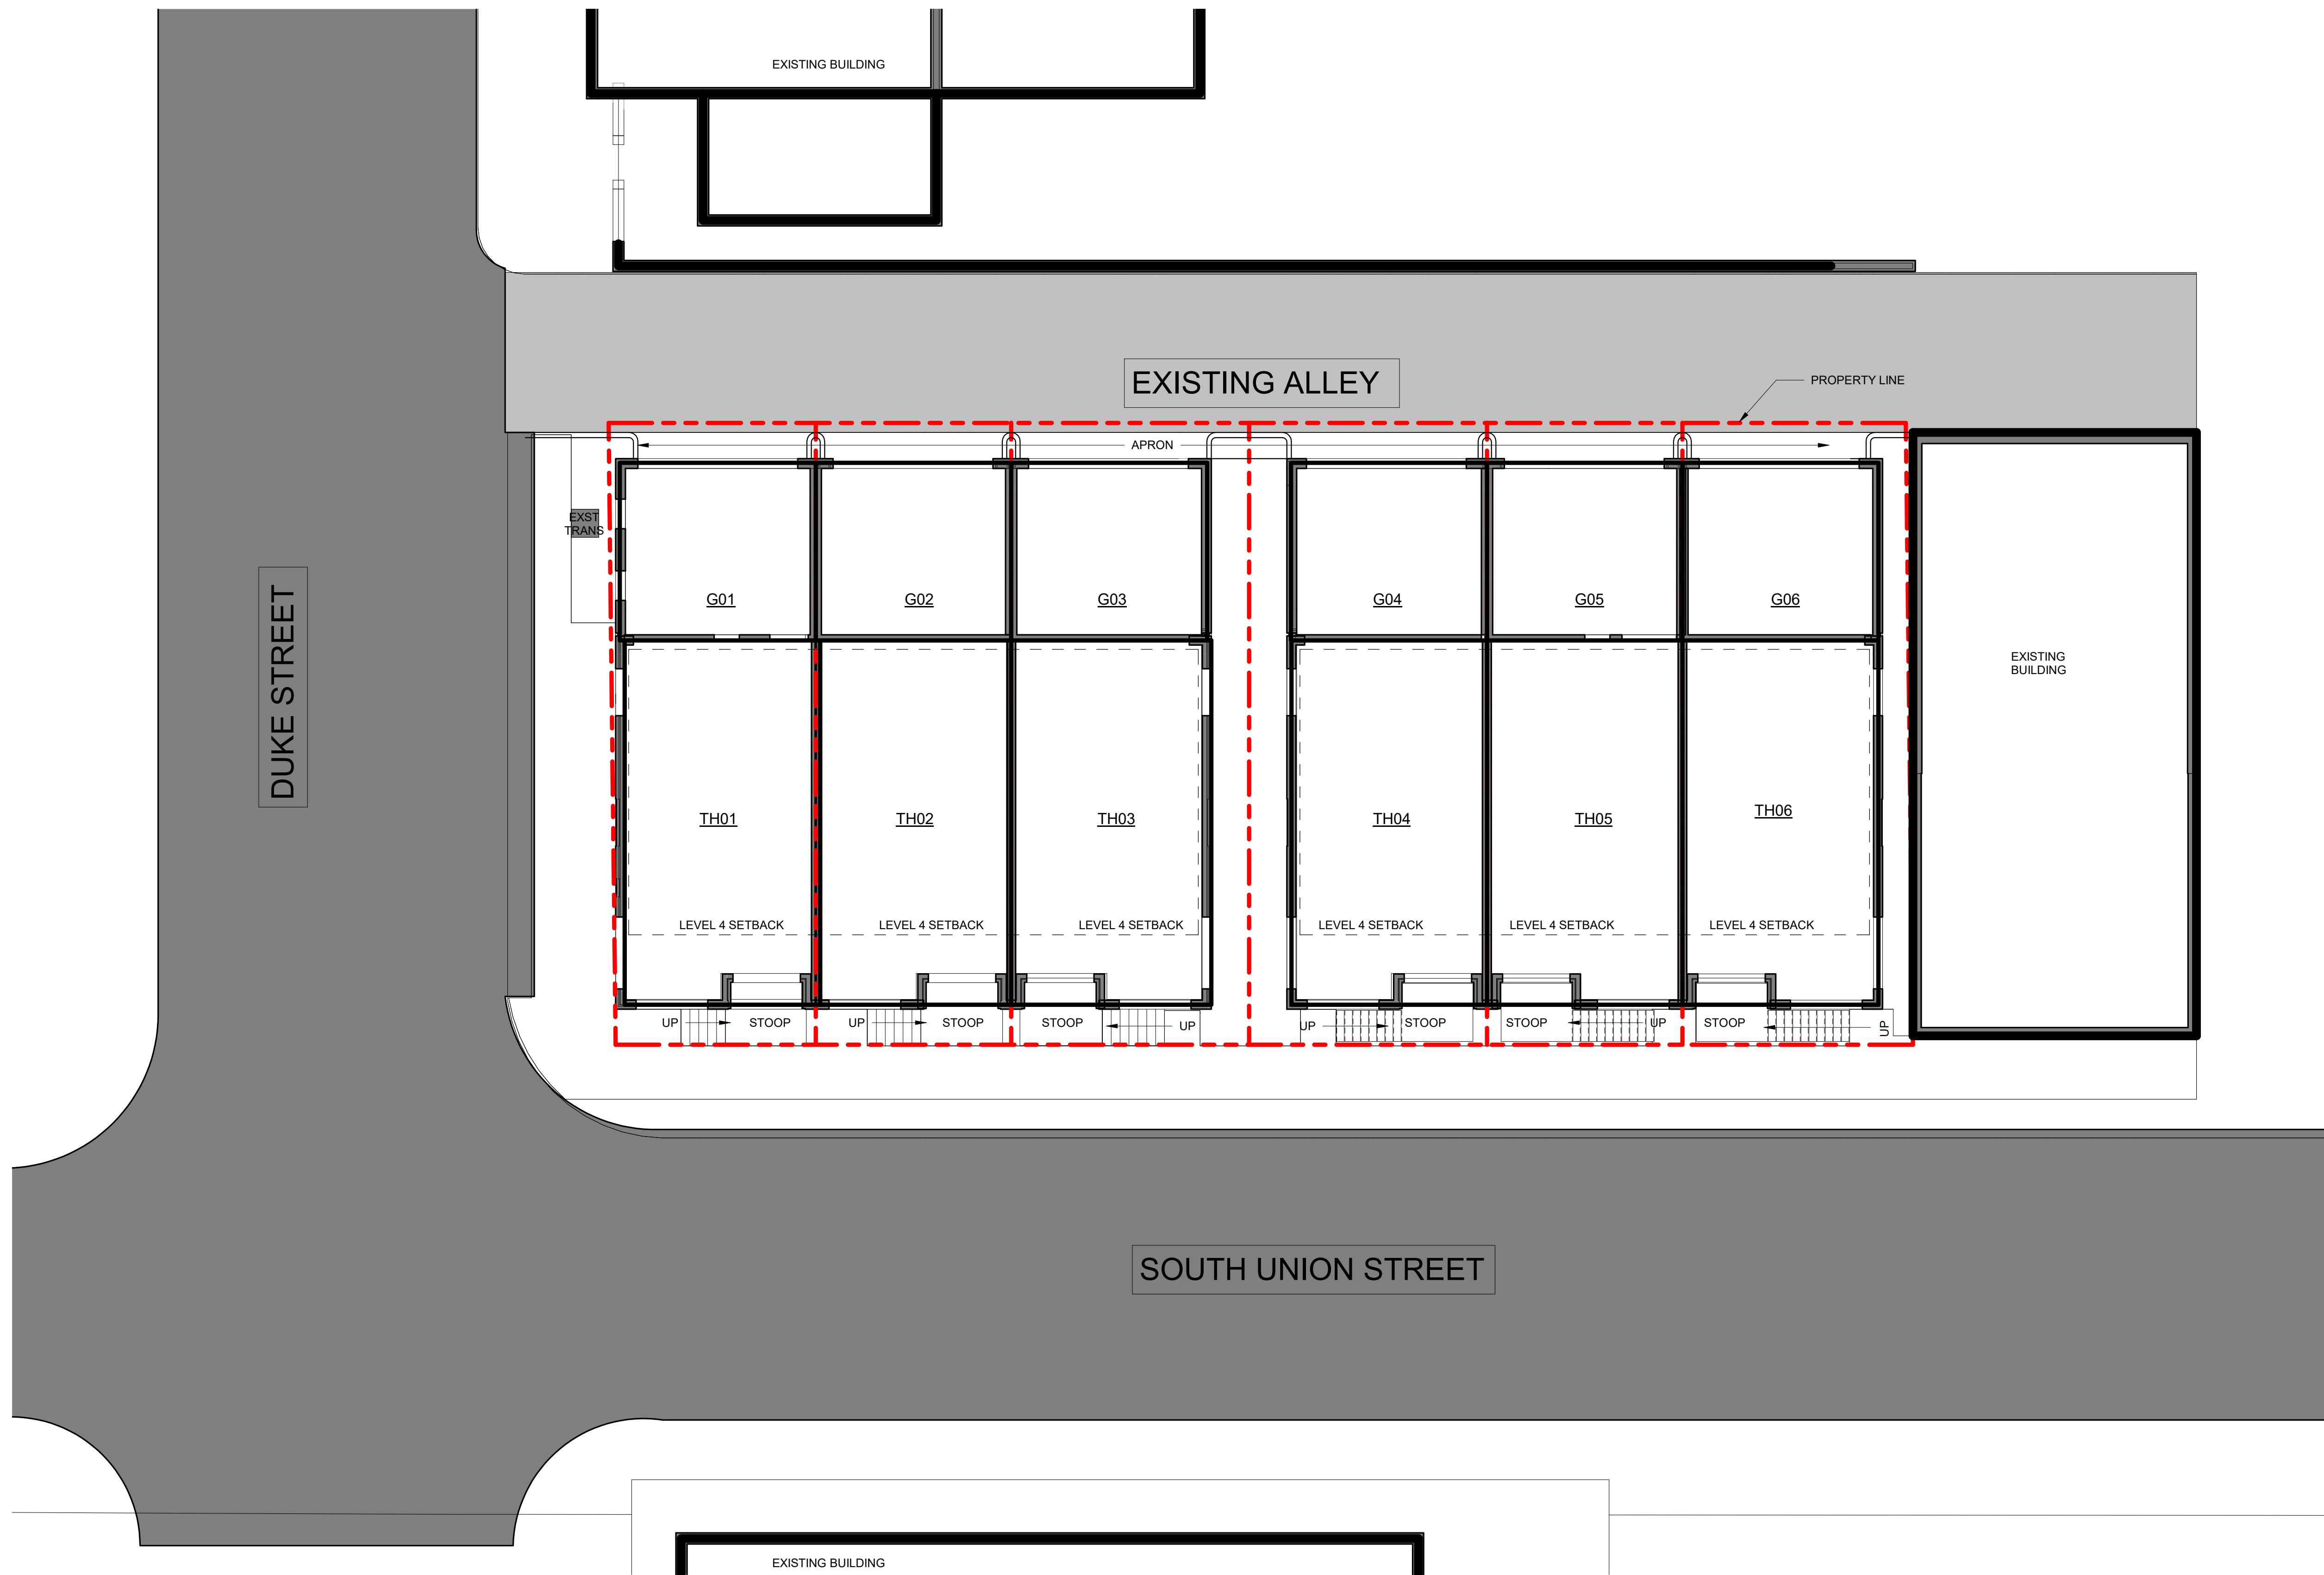 EXISTING BUILDING
EXISTING ALLEY
PROPERTY LINE
APRON
EXST
TRANS
G01
G02
G03
G04
G05
G06
DUKE STREET
EXISTING
BUILDING
TH01
TH02
TH03
TH04
TH05
TH06
LEVEL 4 SETBACK
LEVEL 4 SETBACK
LEVEL 4 SETBACK
LEVEL 4 SETBACK
LEVEL 4 SETBACK
LEVEL 4 SETBACK
UP
STOOP
UP
STOOP
STOOP
UP
UP
STOOP
STOOP
UP
STOOP
UP
SOUTH UNION STREET
EXISTING BUILDING